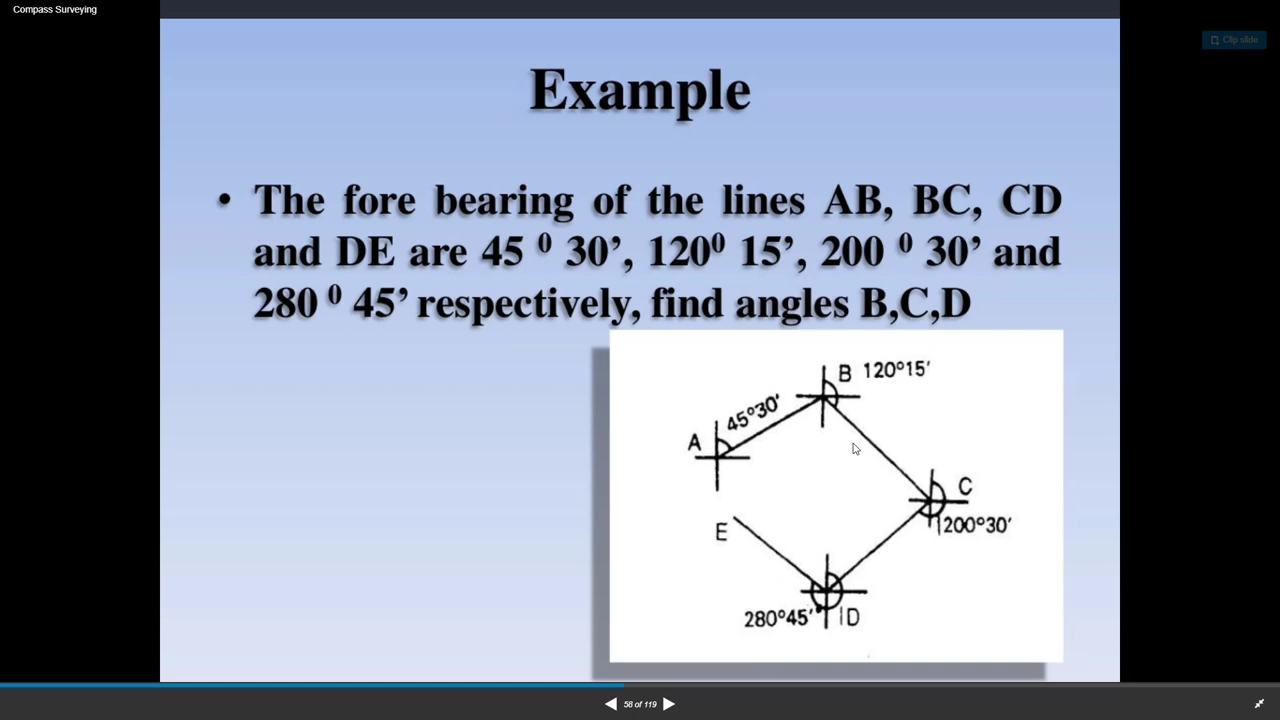 Compass Surveying
Clip slide
Example
• The fore bearing of the lines AB, BC, CD
and DE are 45 ⁰ 30’, 120⁰ 15’, 200 ⁰ 30’ and
280 ⁰ 45’ respectively, find angles B,C,D
B 120°15'
45°30'
A
C
E
200°30'
280°45'
D
58 of 119